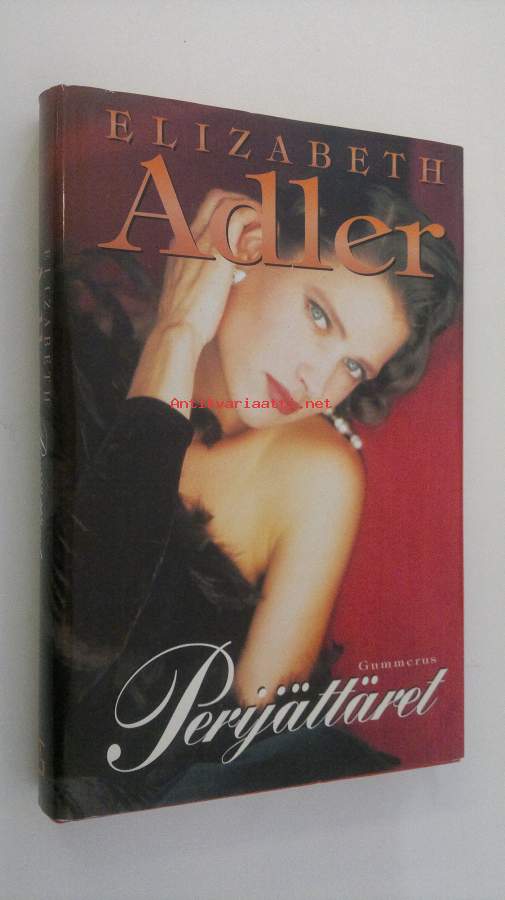 ELIZABETH
Adler
Antikvariaatti.net
Gummerus
Perijättäret
ELIZABETH